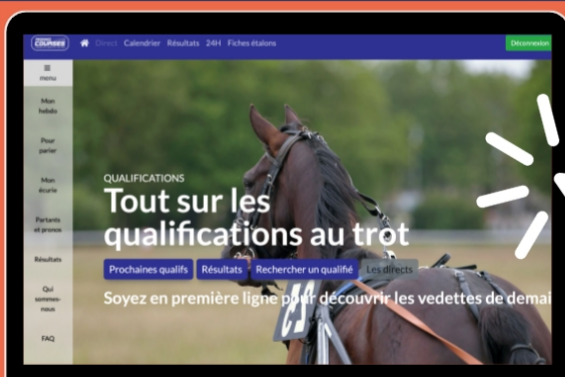 COURSES
Direct Calendrier Résultats 24H Fiches étalons
Déconnexion
menu
Mon
hebdo
Pour
parier
Mon
écurie
Partants
et pronos
Résultats
Qui
sommes-
nous
FAQ
QUALIFICATIONS
Tout sur les
qualifications au trot
Prochaines qualifs Résultats Rechercher un qualifié Les directs
Soyez en première ligne pour découvrir les vedettes de demai